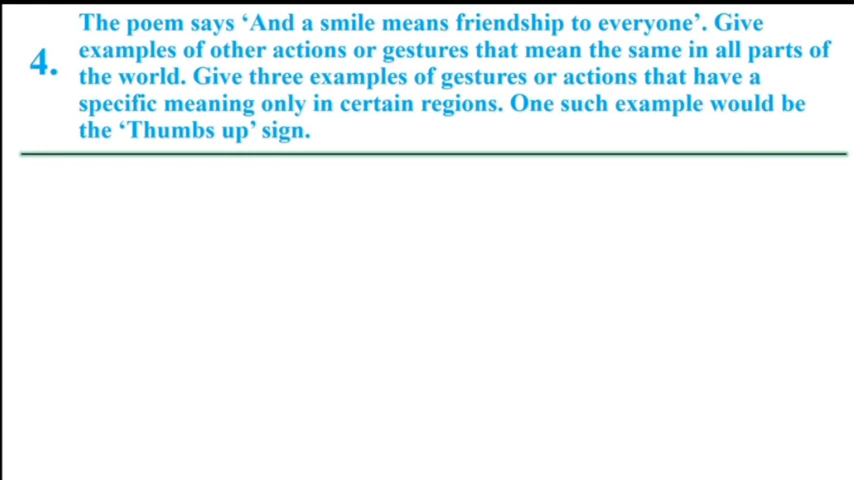 The poem says ‘And a smile means friendship to everyone’. Give
examples of other actions or gestures that mean the same in all parts of
4. the world. Give three examples of gestures or actions that have a
specific meaning only in certain regions. One such example would be
the ‘Thumbs up’ sign.